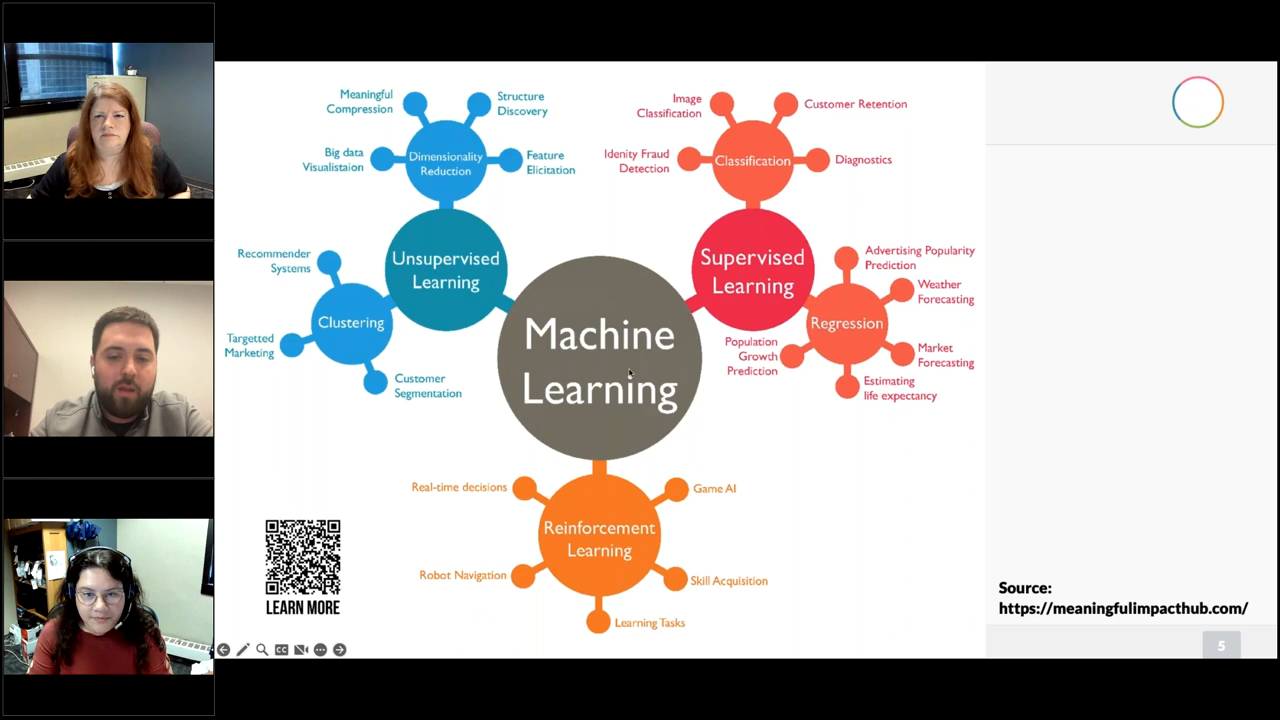 Meaningful
Compression
Structure
Discovery
Big data
Visualistaion
Dimensionality
Reduction
Feature
Elicitation
Recommender
Systems
Unsupervised
Learning
Clustering
Targetted
Marketing
Customer
Segmentation
Image
Classification
Customer Retention
Idenity Fraud
Detection
Classification
Diagnostics
Supervised
Learning
Advertising Popularity
Prediction
Weather
Forecasting
Regression
Population
Growth
Prediction
Market
Forecasting
Estimating
life expectancy
Machine
Learning
Real-time decisions
Game AI
Reinforcement
Learning
Robot Navigation
Skill Acquisition
Learning Tasks
LEARN MORE
Source:
https://meaningfulimpacthub.com/
CC
5